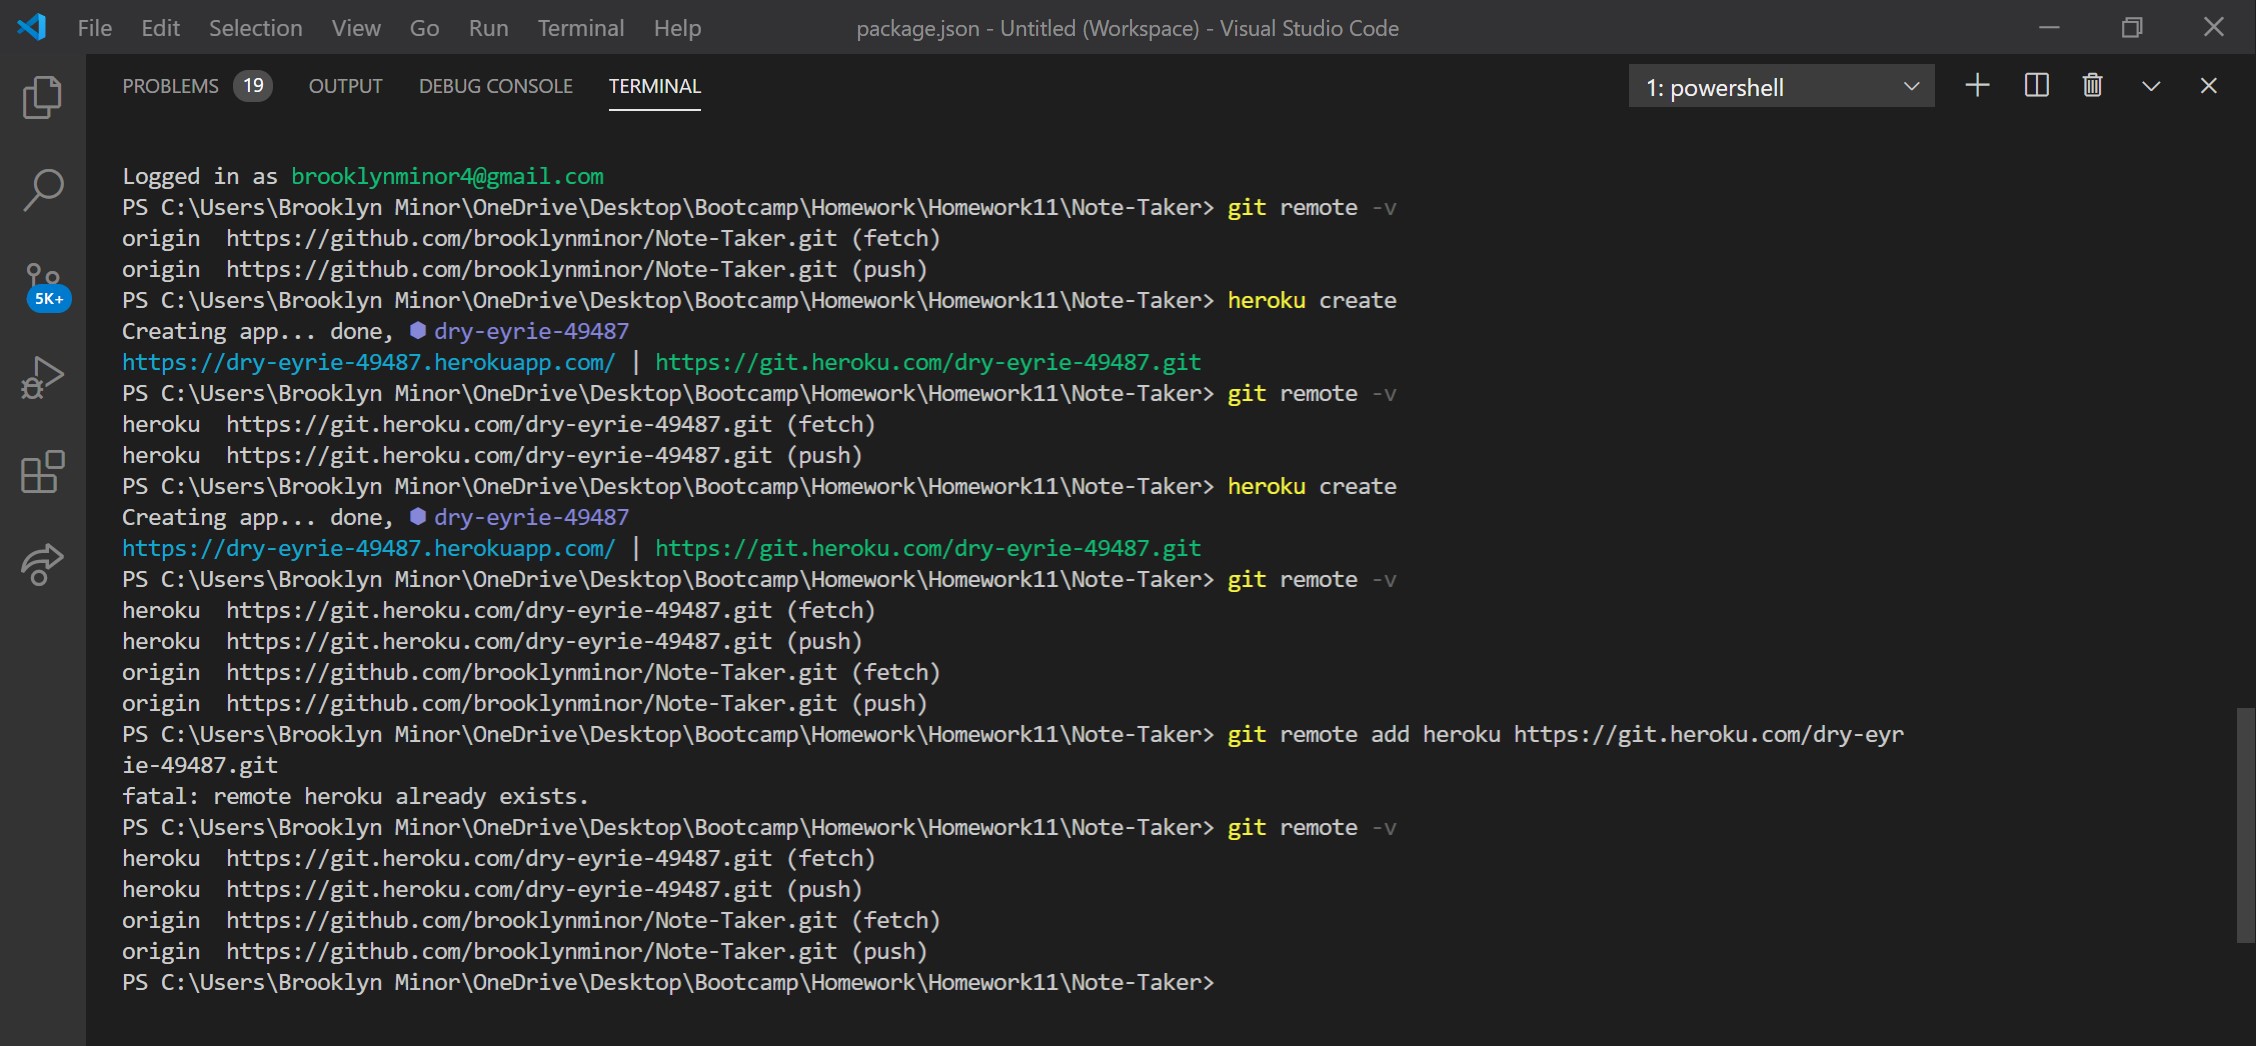 File Edit Selection View Go Run Terminal Help package.json - Untitled (Workspace) - Visual Studio Code
PROBLEMS 19 OUTPUT DEBUG CONSOLE TERMINAL 1: powershell
Logged in as brooklynminor4@gmail.com
PS C:\Users\Brooklyn Minor\OneDrive\Desktop\Bootcamp\Homework\Homework11\Note-Taker> git remote -v
origin  https://github.com/brooklynminor/Note-Taker.git (fetch)
origin  https://github.com/brooklynminor/Note-Taker.git (push)
5K+
PS C:\Users\Brooklyn Minor\OneDrive\Desktop\Bootcamp\Homework\Homework11\Note-Taker> heroku create
Creating app... done, ⬢ dry-eyrie-49487
https://dry-eyrie-49487.herokuapp.com/ | https://git.heroku.com/dry-eyrie-49487.git
PS C:\Users\Brooklyn Minor\OneDrive\Desktop\Bootcamp\Homework\Homework11\Note-Taker> git remote -v
heroku  https://git.heroku.com/dry-eyrie-49487.git (fetch)
heroku  https://git.heroku.com/dry-eyrie-49487.git (push)
PS C:\Users\Brooklyn Minor\OneDrive\Desktop\Bootcamp\Homework\Homework11\Note-Taker> heroku create
Creating app... done, ⬢ dry-eyrie-49487
https://dry-eyrie-49487.herokuapp.com/ | https://git.heroku.com/dry-eyrie-49487.git
PS C:\Users\Brooklyn Minor\OneDrive\Desktop\Bootcamp\Homework\Homework11\Note-Taker> git remote -v
heroku  https://git.heroku.com/dry-eyrie-49487.git (fetch)
heroku  https://git.heroku.com/dry-eyrie-49487.git (push)
origin  https://github.com/brooklynminor/Note-Taker.git (fetch)
origin  https://github.com/brooklynminor/Note-Taker.git (push)
PS C:\Users\Brooklyn Minor\OneDrive\Desktop\Bootcamp\Homework\Homework11\Note-Taker> git remote add heroku https://git.heroku.com/dry-eyr
ie-49487.git
fatal: remote heroku already exists.
PS C:\Users\Brooklyn Minor\OneDrive\Desktop\Bootcamp\Homework\Homework11\Note-Taker> git remote -v
heroku  https://git.heroku.com/dry-eyrie-49487.git (fetch)
heroku  https://git.heroku.com/dry-eyrie-49487.git (push)
origin  https://github.com/brooklynminor/Note-Taker.git (fetch)
origin  https://github.com/brooklynminor/Note-Taker.git (push)
PS C:\Users\Brooklyn Minor\OneDrive\Desktop\Bootcamp\Homework\Homework11\Note-Taker>